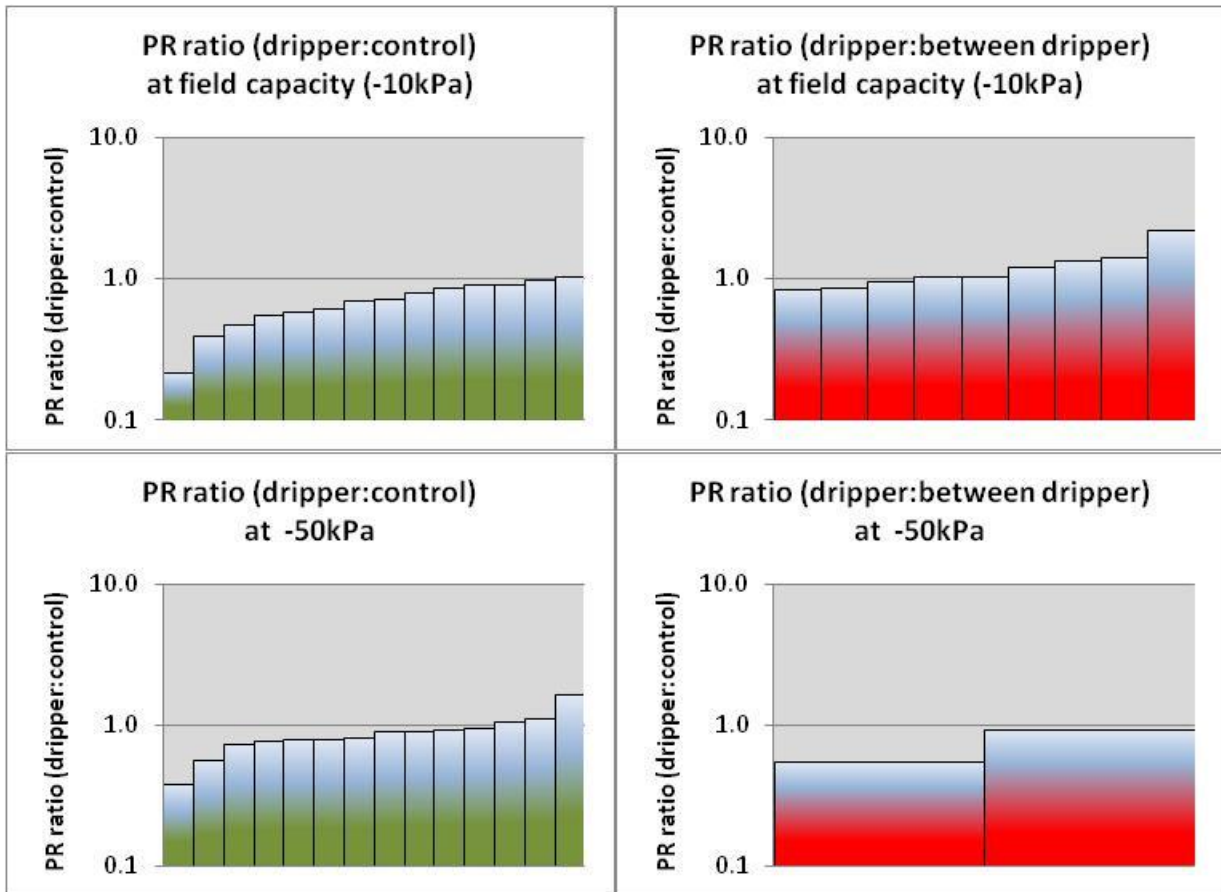 PR ratio (dripper:control)
at field capacity (-10kPa)
PR ratio (dripper:control)
10.0
1.0
0.1
PR ratio (dripper:between dripper)
at field capacity (-10kPa)
PR ratio (dripper:control)
10.0
1.0
0.1
PR ratio (dripper:control)
at -50kPa
PR ratio (dripper:control)
10.0
1.0
0.1
PR ratio (dripper:between dripper)
at -50kPa
PR ratio (dripper:control)
10.0
1.0
0.1